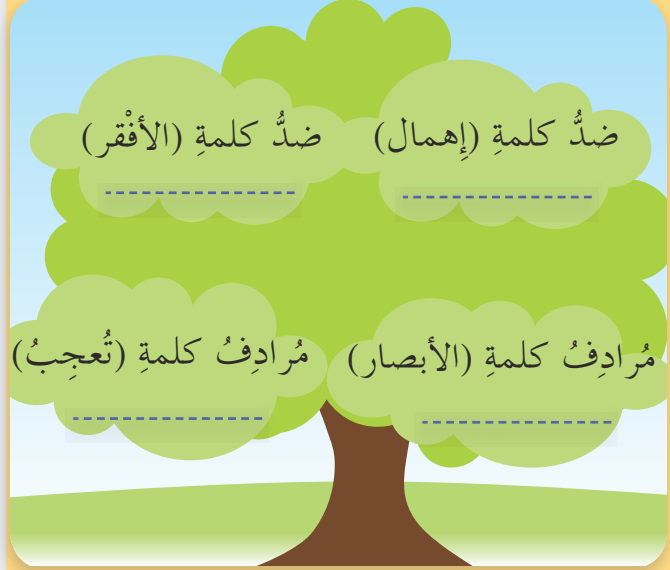 ضدُّ كلمةِ (إِهمال)
ضدُّ كلمةِ (الأفْقر)
مُرادِفُ كلمةِ (الأبصار)
مُرادِفُ كلمةِ (تُعجِبُ)